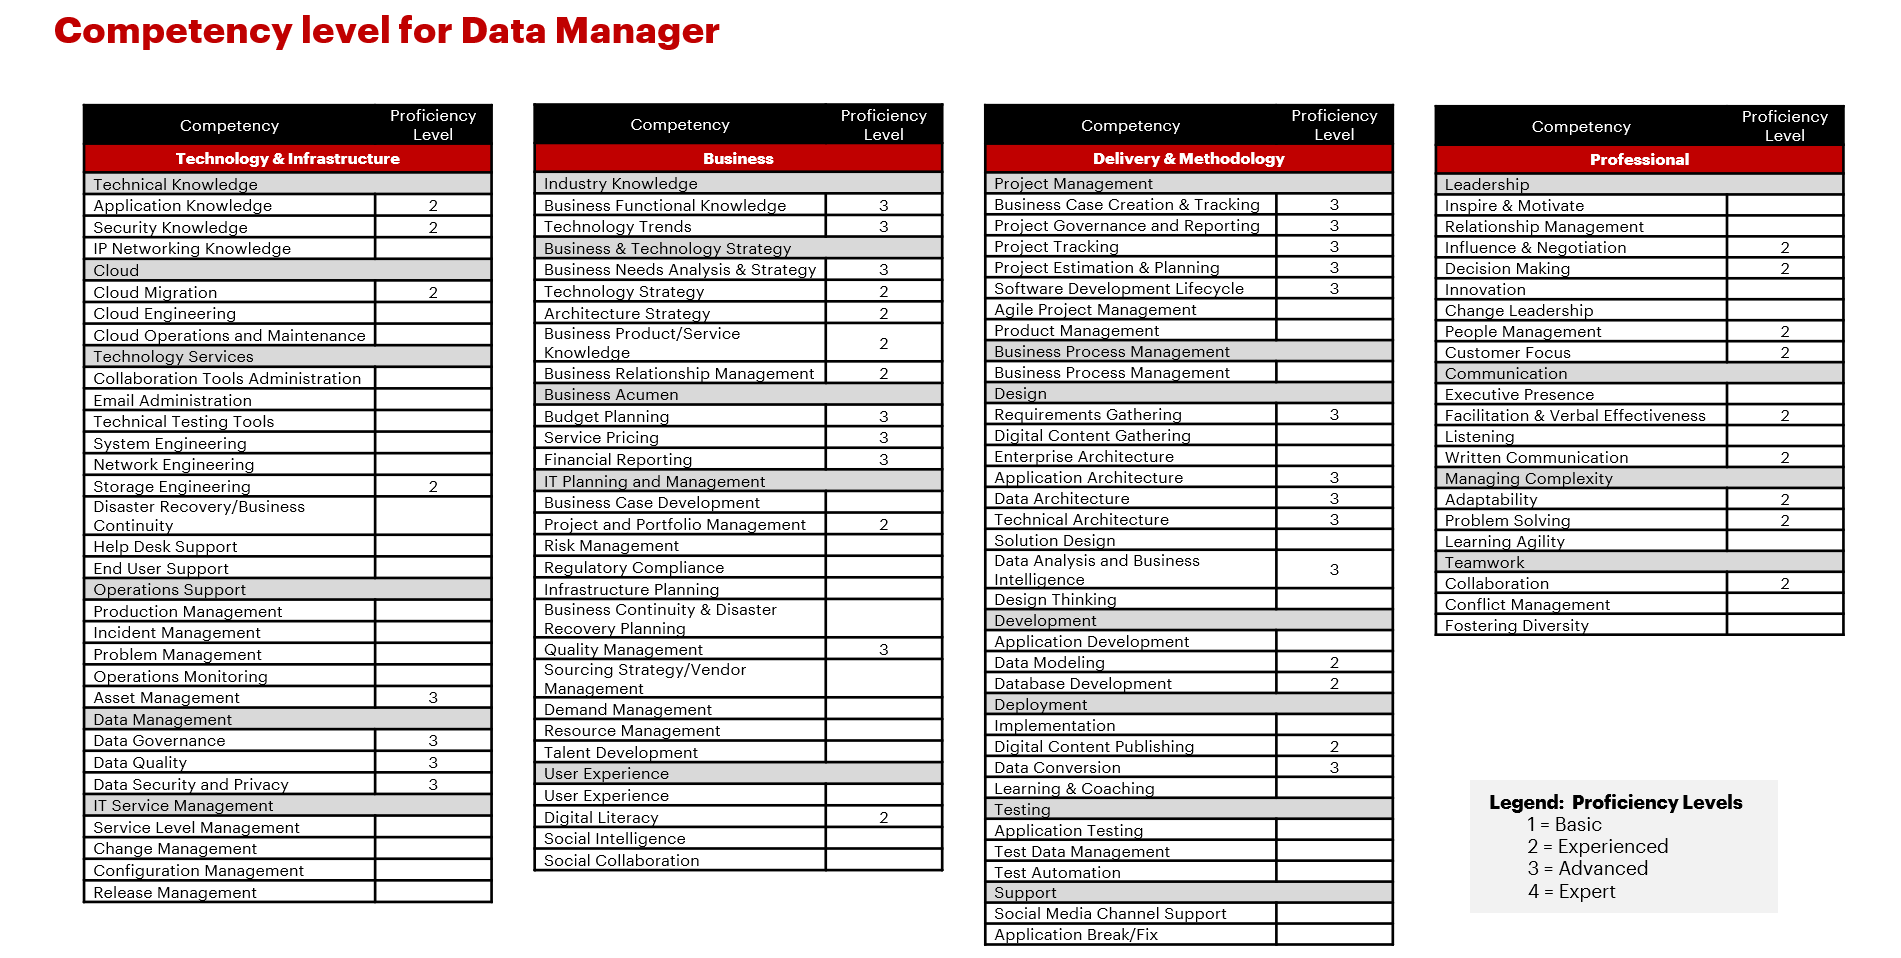 Competency level for Data Manager
Competency Proficiency
Level
Technology & Infrastructure
Technical Knowledge
Application Knowledge 2
Security Knowledge 2
IP Networking Knowledge
Cloud
Cloud Migration 2
Cloud Engineering
Cloud Operations and Maintenance
Technology Services
Collaboration Tools Administration
Email Administration
Technical Testing Tools
System Engineering
Network Engineering
Storage Engineering 2
Disaster Recovery/Business
Continuity
Help Desk Support
End User Support
Operations Support
Production Management
Incident Management
Problem Management
Operations Monitoring
Asset Management 3
Data Management
Data Governance 3
Data Quality 3
Data Security and Privacy 3
IT Service Management
Service Level Management
Change Management
Configuration Management
Release Management
Competency Proficiency
Level
Business
Industry Knowledge
Business Functional Knowledge 3
Technology Trends 3
Business & Technology Strategy
Business Needs Analysis & Strategy 3
Technology Strategy 2
Architecture Strategy 2
Business Product/Service
Knowledge 2
Business Relationship Management 2
Business Acumen
Budget Planning 3
Service Pricing 3
Financial Reporting 3
IT Planning and Management
Business Case Development
Project and Portfolio Management 2
Risk Management
Regulatory Compliance
Infrastructure Planning
Business Continuity & Disaster
Recovery Planning
Quality Management 3
Sourcing Strategy/Vendor
Management
Demand Management
Resource Management
Talent Development
User Experience
User Experience
Digital Literacy 2
Social Intelligence
Social Collaboration
Competency Proficiency
Level
Delivery & Methodology
Project Management
Business Case Creation & Tracking 3
Project Governance and Reporting 3
Project Tracking 3
Project Estimation & Planning 3
Software Development Lifecycle 3
Agile Project Management
Product Management
Business Process Management
Business Process Management
Design
Requirements Gathering 3
Digital Content Gathering
Enterprise Architecture
Application Architecture 3
Data Architecture 3
Technical Architecture 3
Solution Design
Data Analysis and Business
Intelligence 3
Design Thinking
Development
Application Development
Data Modeling 2
Database Development 2
Deployment
Implementation
Digital Content Publishing 2
Data Conversion 3
Learning & Coaching
Testing
Application Testing
Test Data Management
Test Automation
Support
Social Media Channel Support
Application Break/Fix
Competency Proficiency
Level
Professional
Leadership
Inspire & Motivate
Relationship Management
Influence & Negotiation 2
Decision Making 2
Innovation
Change Leadership
People Management 2
Customer Focus 2
Communication
Executive Presence
Facilitation & Verbal Effectiveness 2
Listening
Written Communication 2
Managing Complexity
Adaptability 2
Problem Solving 2
Learning Agility
Teamwork
Collaboration 2
Conflict Management
Fostering Diversity
Legend: Proficiency Levels
1 = Basic
2 = Experienced
3 = Advanced
4 = Expert